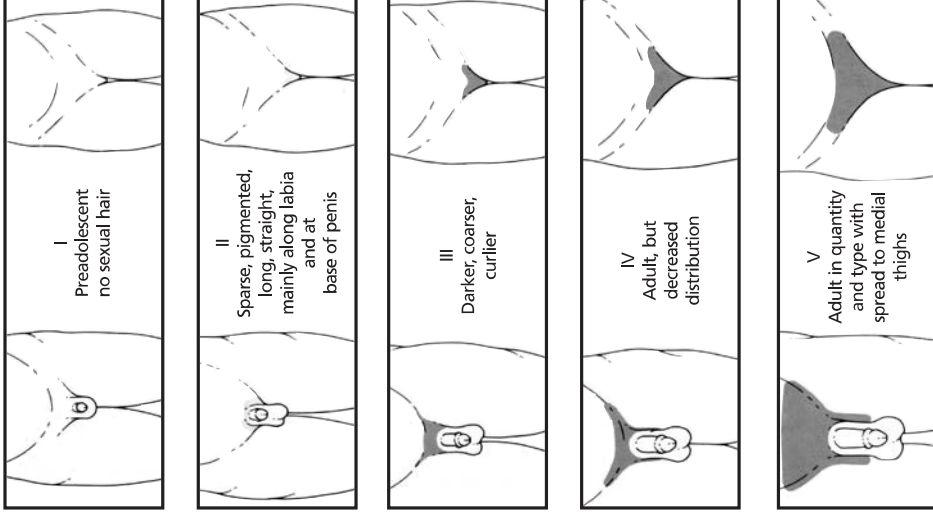 I
Preadolescent
no sexual hair
II
Sparse, pigmented,
long, straight,
mainly along labia
and at
base of penis
III
Darker, coarser,
curlier
IV
Adult, but
decreased
distribution
V
Adult in quantity
and type with
spread to medial
thighs